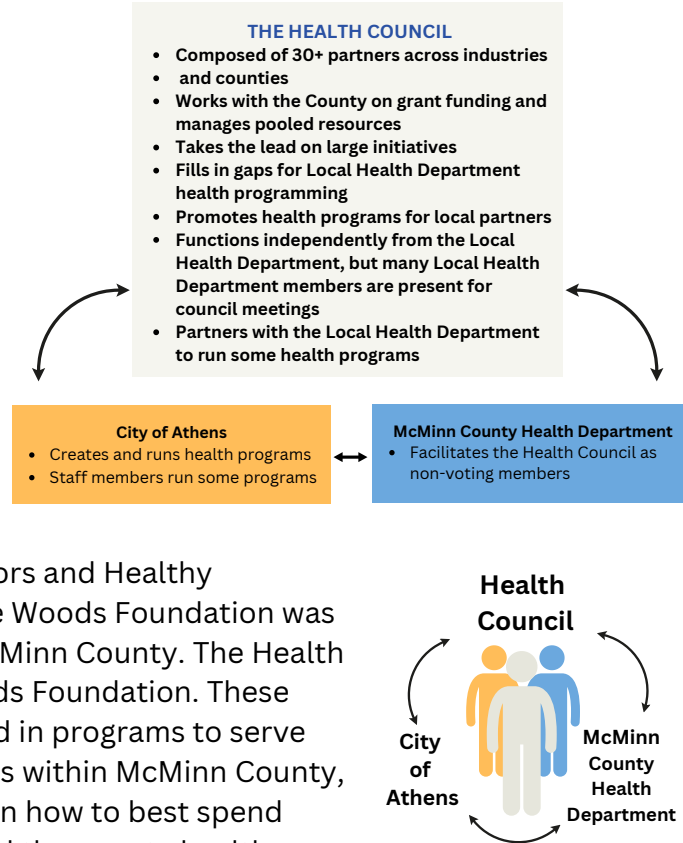 THE HEALTH COUNCIL
• Composed of 30+ partners across industries
• and counties
• Works with the County on grant funding and
manages pooled resources
• Takes the lead on large initiatives
• Fills in gaps for Local Health Department
health programming
• Promotes health programs for local partners
• Functions independently from the Local
Health Department, but many Local Health
Department members are present for
council meetings
• Partners with the Local Health Department
to run some health programs
City of Athens
• Creates and runs health programs
• Staff members run some programs
McMinn County Health Department
• Facilitates the Health Council as
non-voting members
ors and Healthy
e Woods Foundation was
Minn County. The Health
ds Foundation. These
d in programs to serve
s within McMinn County,
n how to best spend
Health
Council
City
of
Athens
McMinn
County
Health
Department